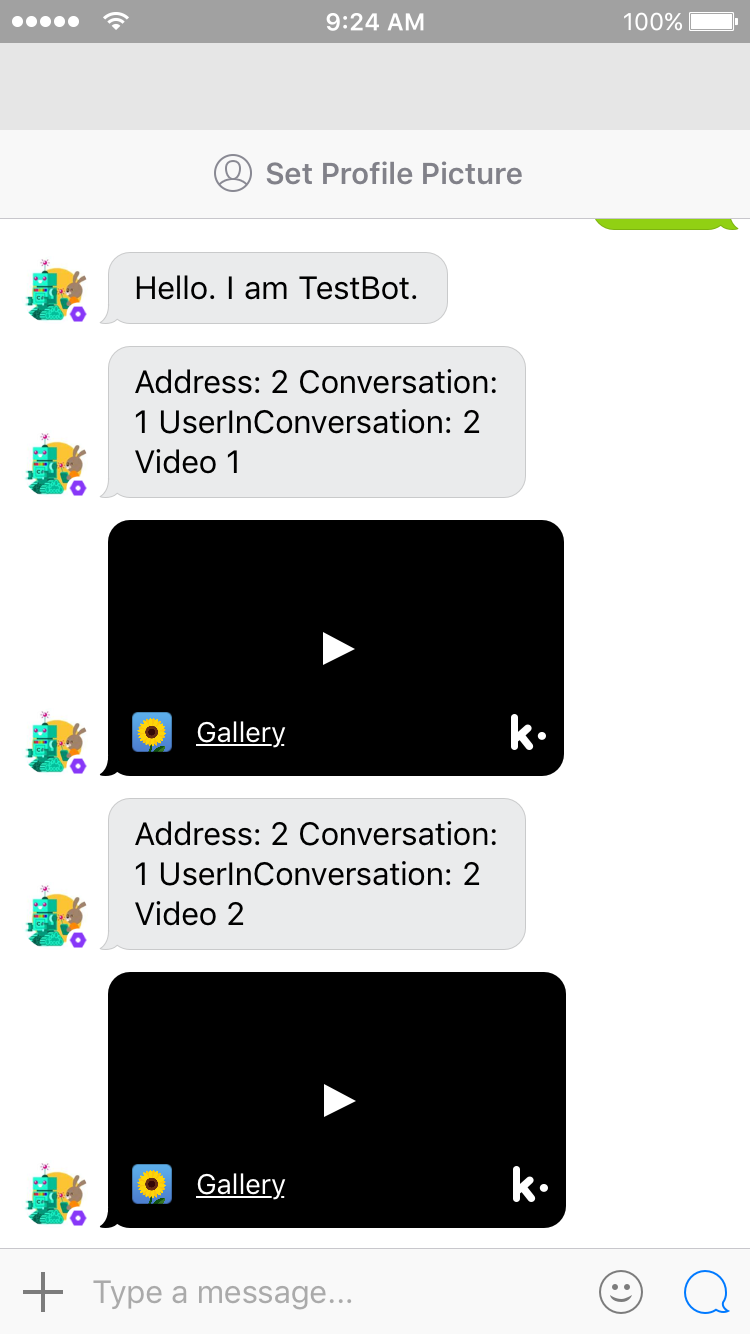 9:24 AM
100%
Set Profile Picture
Hello. I am TestBot.
Address: 2 Conversation:
1 UserInConversation: 2
Video 1
Gallery
k·
Address: 2 Conversation:
1 UserInConversation: 2
Video 2
Gallery
k·
Type a message...